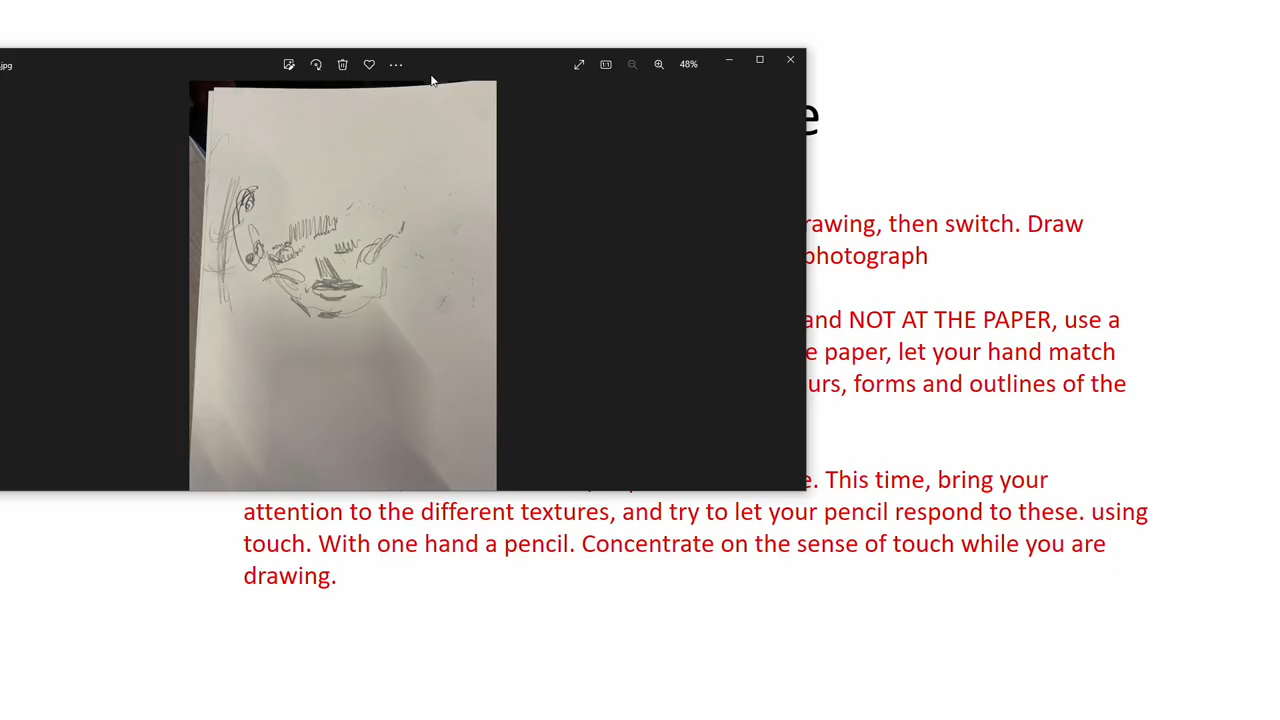 jpg
48%
e
rawing, then switch. Draw
photograph
and NOT AT THE PAPER, use a
e paper, let your hand match
urs, forms and outlines of the
e. This time, bring your
attention to the different textures, and try to let your pencil respond to these. using
touch. With one hand a pencil. Concentrate on the sense of touch while you are
drawing.